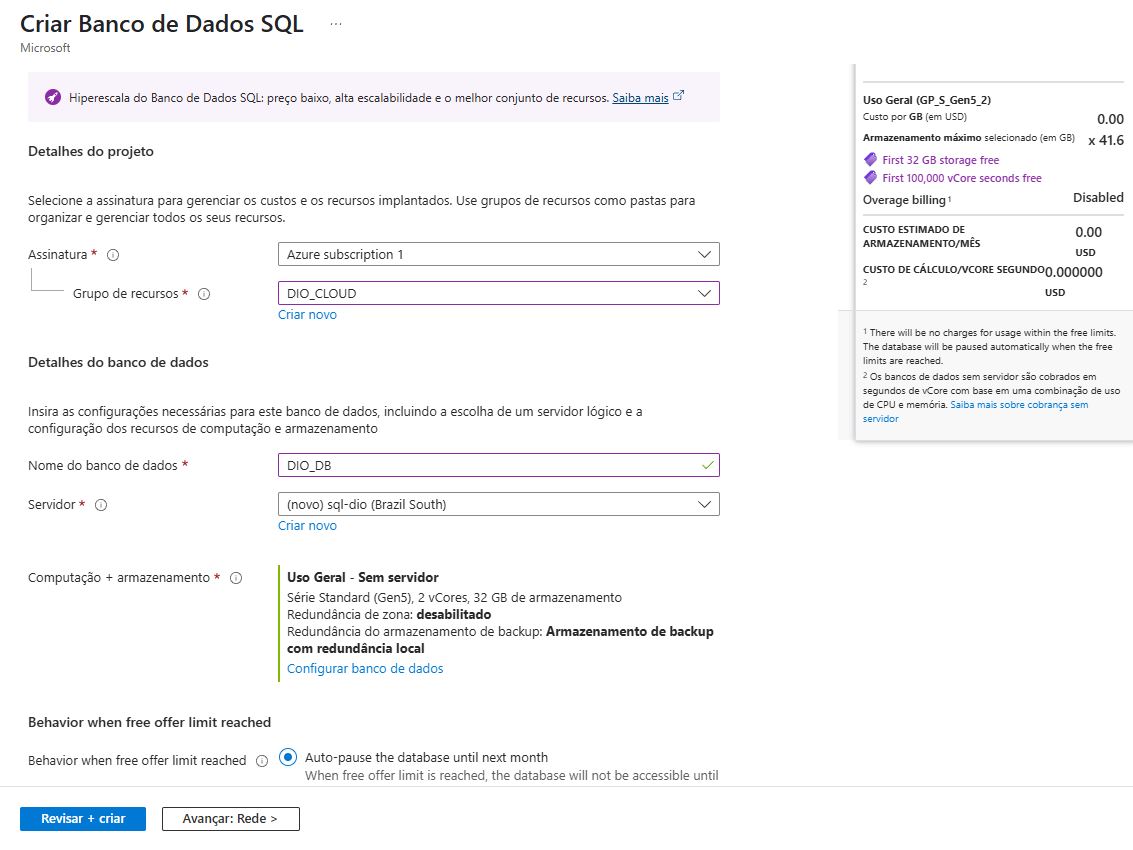 Criar Banco de Dados SQL ...
Microsoft
Hiperescala do Banco de Dados SQL: preço baixo, alta escalabilidade e o melhor conjunto de recursos. Saiba mais
Detalhes do projeto
Selecione a assinatura para gerenciar os custos e os recursos implantados. Use grupos de recursos como pastas para
organizar e gerenciar todos os seus recursos.
Assinatura *
Azure subscription 1
Grupo de recursos *
DIO_CLOUD
Criar novo
Detalhes do banco de dados
Insira as configurações necessárias para este banco de dados, incluindo a escolha de um servidor lógico e a
configuração dos recursos de computação e armazenamento
Nome do banco de dados *
DIO_DB
Servidor *
(novo) sql-dio (Brazil South)
Criar novo
Computação + armazenamento *
Uso Geral - Sem servidor
Série Standard (Gen5), 2 vCores, 32 GB de armazenamento
Redundância de zona: desabilitado
Redundância do armazenamento de backup: Armazenamento de backup
com redundância local
Configurar banco de dados
Behavior when free offer limit reached
Behavior when free offer limit reached
Auto-pause the database until next month
When free offer limit is reached, the database will not be accessible until
Revisar + criar
Avançar: Rede >
Uso Geral (GP_S_Gen5_2)
Custo por GB (em USD)
0.00
Armazenamento máximo selecionado (em GB)
x 41.6
First 32 GB storage free
First 100,000 vCore seconds free
Overage billing 1
Disabled
CUSTO ESTIMADO DE
ARMAZENAMENTO/MÊS
0.00
USD
CUSTO DE CÁLCULO/VCORE SEGUNDO
2
0.000000
USD
1 There will be no charges for usage within the free limits.
The database will be paused automatically when the free
limits are reached.
2 Os bancos de dados sem servidor são cobrados em
segundos de vCore com base em uma combinação de uso
de CPU e memória. Saiba mais sobre cobrança sem
servidor